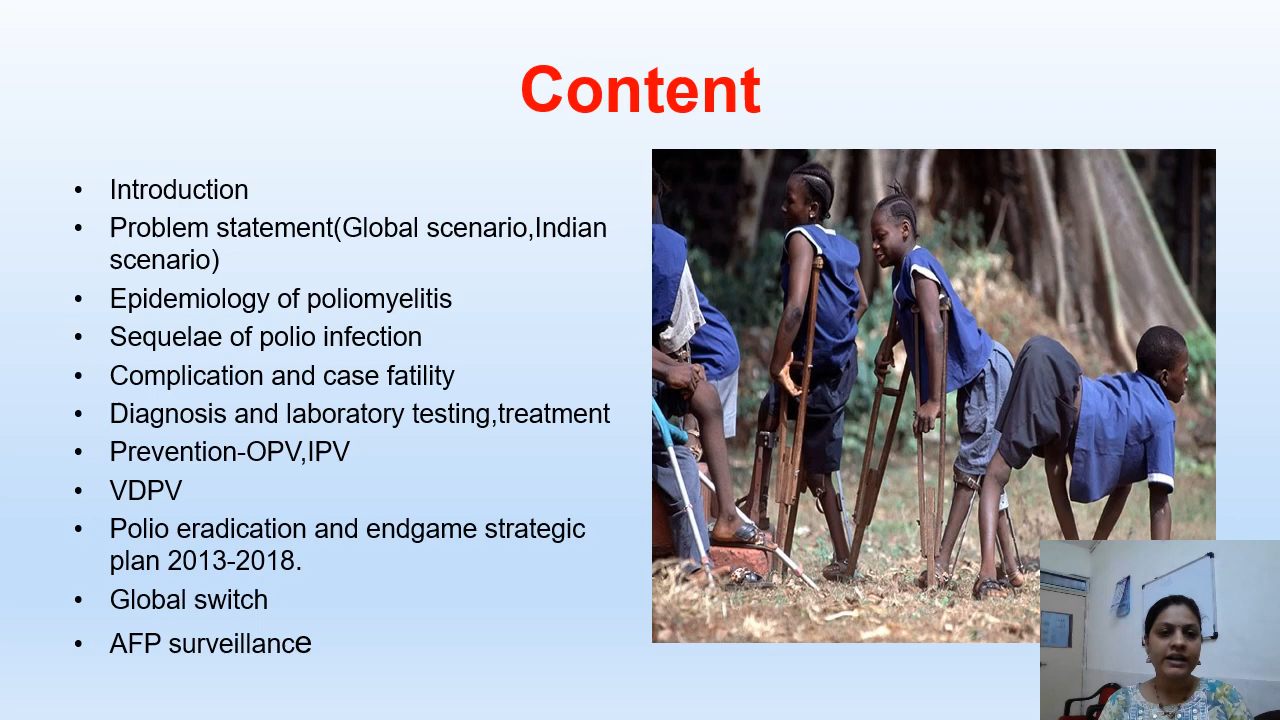 Content
• Introduction
• Problem statement(Global scenario,Indian
scenario)
• Epidemiology of poliomyelitis
• Sequelae of polio infection
• Complication and case fatility
• Diagnosis and laboratory testing,treatment
• Prevention-OPV,IPV
• VDPV
• Polio eradication and endgame strategic
plan 2013-2018.
• Global switch
• AFP surveillance